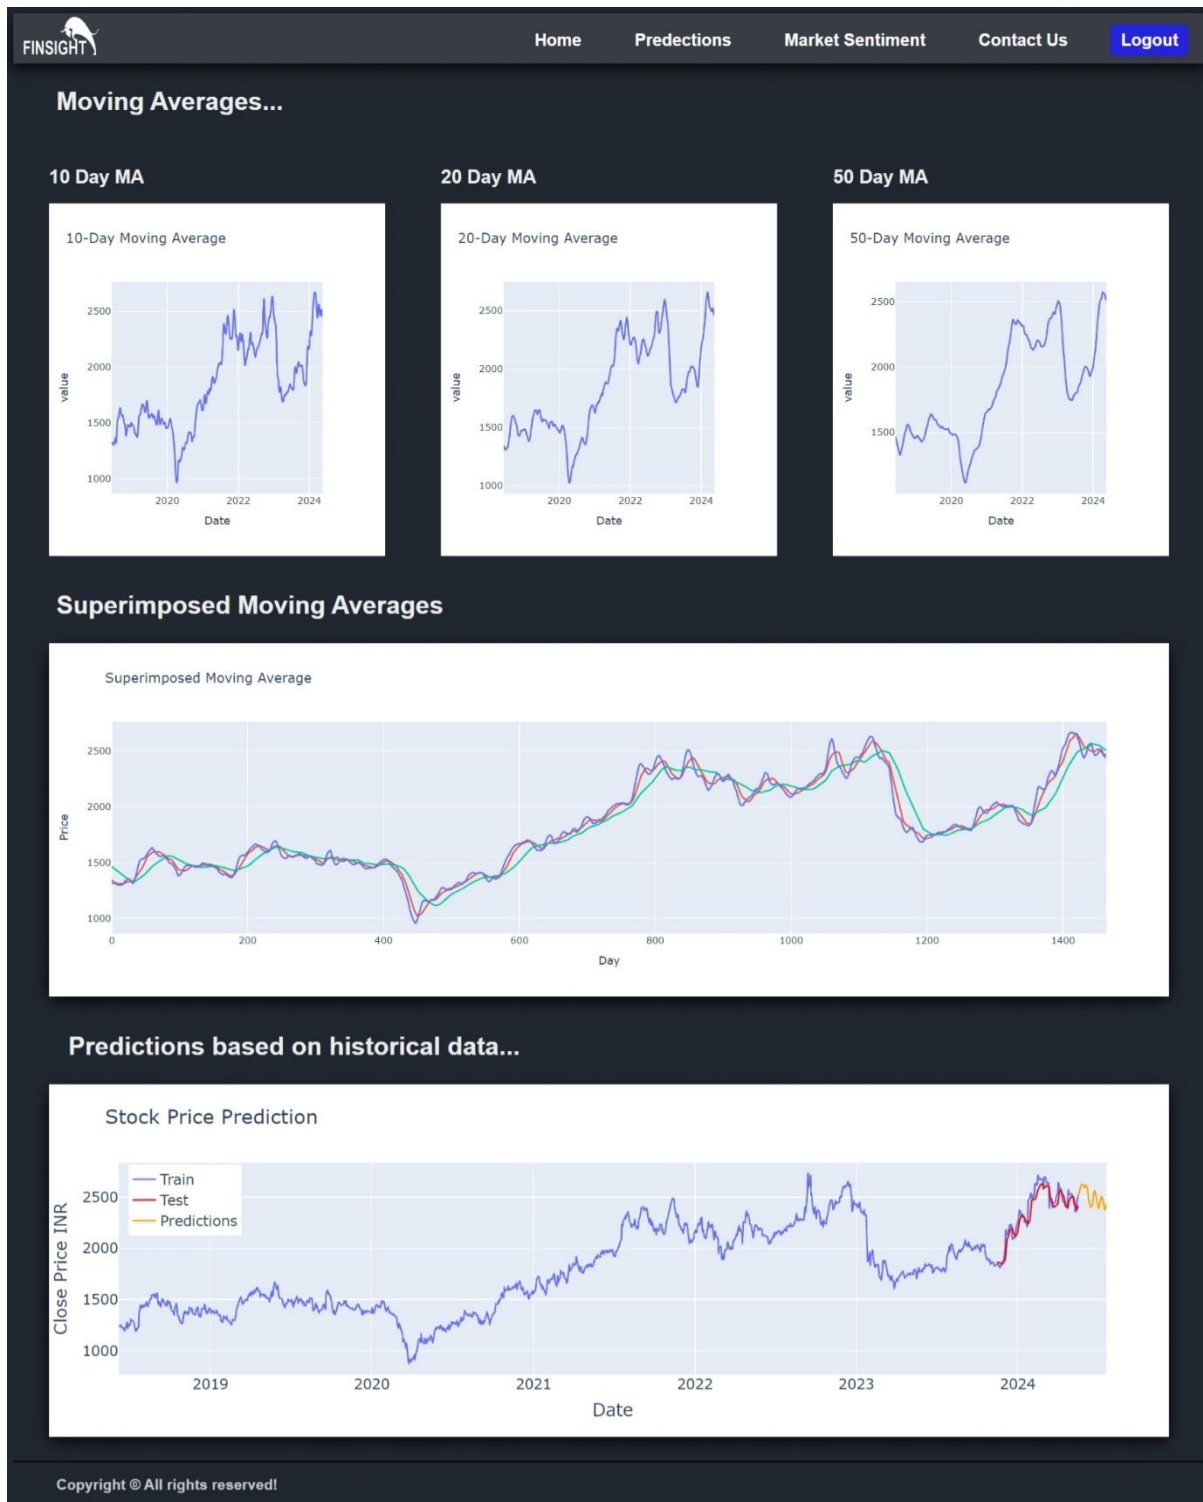 FINSIGHT
Home Predections Market Sentiment Contact Us Logout
Moving Averages...
10 Day MA 20 Day MA 50 Day MA
10-Day Moving Average 20-Day Moving Average 50-Day Moving Average
value
2500
2000
1500
1000
2020 2022 2024
Date
value
2500
2000
1500
1000
2020 2022 2024
Date
value
2500
2000
1500
2020 2022 2024
Date
Superimposed Moving Averages
Superimposed Moving Average
Price
2500
2000
1500
1000
0 200 400 600 800 1000 1200 1400
Day
Predictions based on historical data...
Stock Price Prediction
Train
Test
Predictions
Close Price INR
2500
2000
1500
1000
2019 2020 2021 2022 2023 2024
Date
Copyright © All rights reserved!